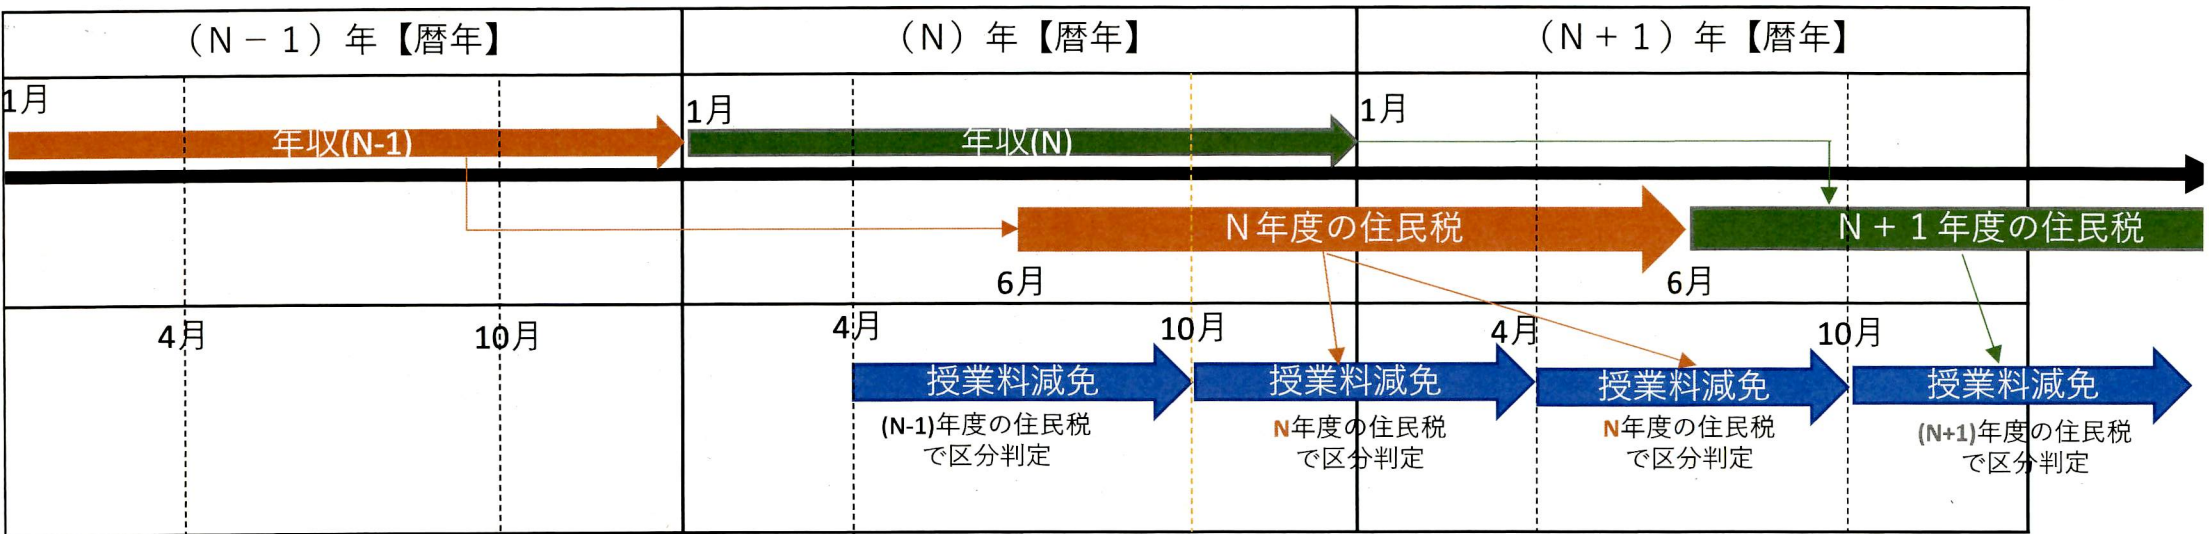 （Ｎ－１）年【暦年】
（Ｎ）年【暦年】
（Ｎ+１）年【暦年】
1月
1月
1月
年収(N-1)
年収(N)
Ｎ年度の住民税
Ｎ+１年度の住民税
6月
6月
4月
10月
4月
10月
4月
10月
授業料減免
授業料減免
授業料減免
授業料減免
(N-1)年度の住民税
で区分判定
N年度の住民税
で区分判定
N年度の住民税
で区分判定
(N+1)年度の住民税
で区分判定